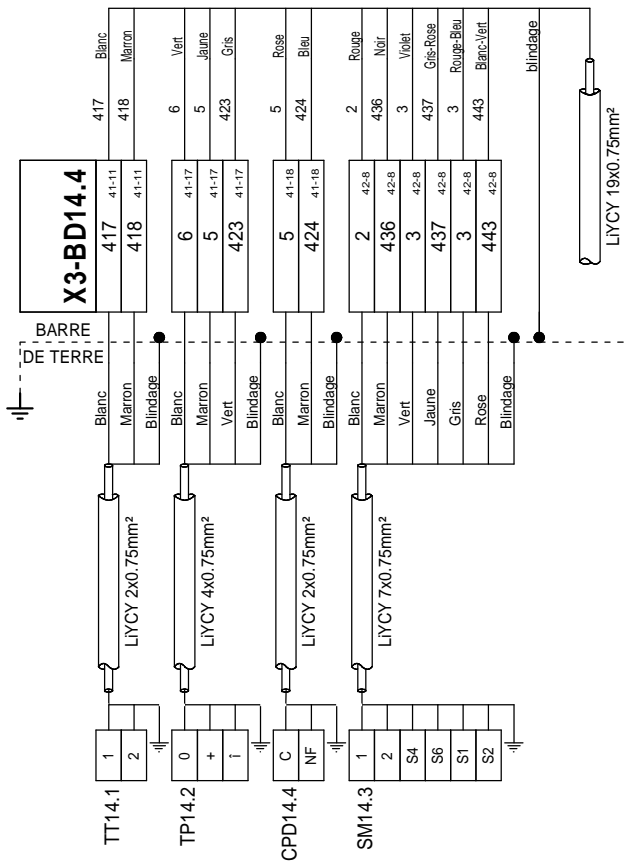 X3-BD14.4
BARRE
DE TERRE
TT14.1
1
2
LiYCY 2x0.75mm²
Blanc
Marron
Blindage
417 41-11
418 41-11
417 Blanc
418 Marron
TP14.2
0
+
î
LiYCY 4x0.75mm²
Blanc
Marron
Vert
Blindage
6 41-17
5 41-17
423 41-17
6 Vert
5 Jaune
423 Gris
CPD14.4
C
NF
LiYCY 2x0.75mm²
Blanc
Marron
Blindage
5 41-18
424 41-18
5 Rose
424 Bleu
SM14.3
1
2
S4
S6
S1
S2
LiYCY 7x0.75mm²
Blanc
Marron
Vert
Jaune
Gris
Rose
Blindage
2 42-8
436 42-8
3 42-8
437 42-8
3 42-8
443 42-8
2 Rouge
436 Noir
3 Violet
437 Gris-Rose
3 Rouge-Bleu
443 Blanc-Vert
blindage
LiYCY 19x0.75mm²